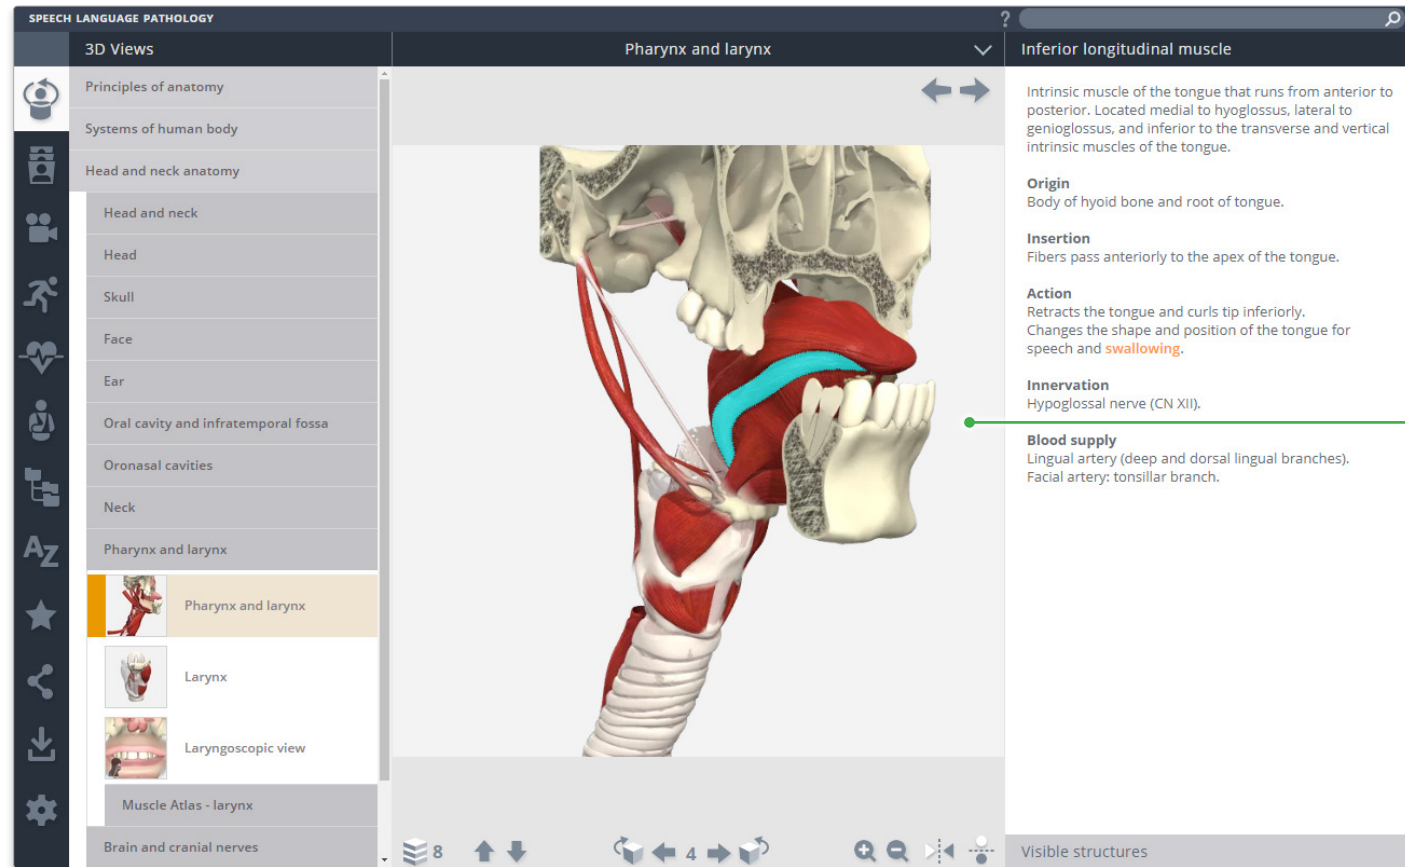 SPEECH LANGUAGE PATHOLOGY
?
3D Views
Pharynx and larynx
Inferior longitudinal muscle
Principles of anatomy
Systems of human body
Head and neck anatomy
Head and neck
Head
Skull
Face
Ear
Oral cavity and infratemporal fossa
Oronasal cavities
Neck
Pharynx and larynx
Pharynx and larynx
Larynx
Laryngoscopic view
Muscle Atlas - larynx
Brain and cranial nerves
AZ
8
4
Intrinsic muscle of the tongue that runs from anterior to
posterior. Located medial to hyoglossus, lateral to
genioglossus, and inferior to the transverse and vertical
intrinsic muscles of the tongue.
Origin
Body of hyoid bone and root of tongue.
Insertion
Fibers pass anteriorly to the apex of the tongue.
Action
Retracts the tongue and curls tip inferiorly.
Changes the shape and position of the tongue for
speech and swallowing.
Innervation
Hypoglossal nerve (CN XII).
Blood supply
Lingual artery (deep and dorsal lingual branches).
Facial artery: tonsillar branch.
Visible structures